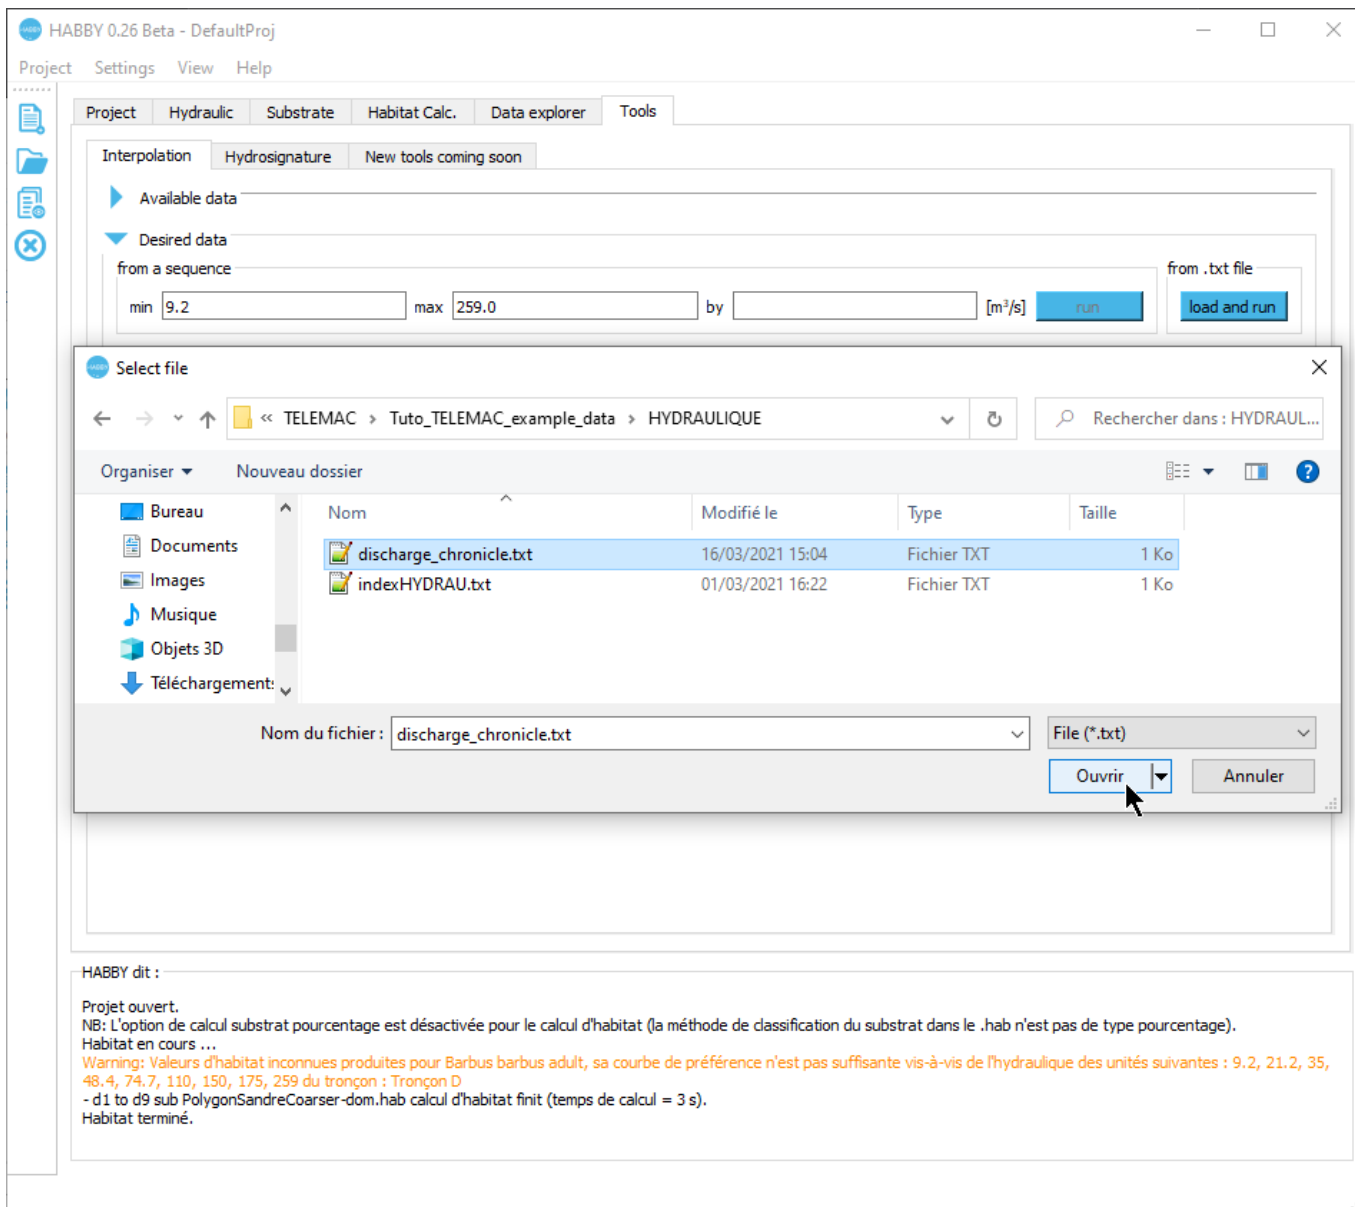 HABBY 0.26 Beta - DefaultProj
Project Settings View Help
Project Hydraulic Substrate Habitat Calc. Data explorer Tools
Interpolation Hydrosignature New tools coming soon
Available data
Desired data
from a sequence from .txt file
min 9.2 max 259.0 by [m³/s] run load and run
HABBY Select file
« TELEMAC > Tuto_TELEMAC_example_data > HYDRAULIQUE Rechercher dans : HYDRAUL...
Organiser Nouveau dossier ?
Bureau Nom Modifié le Type Taille
Documents discharge_chronicle.txt 16/03/2021 15:04 Fichier TXT 1 Ko
Images indexHYDRAU.txt 01/03/2021 16:22 Fichier TXT 1 Ko
Musique
Objets 3D
Téléchargements
Nom du fichier : discharge_chronicle.txt File (*.txt)
Ouvrir Annuler
HABBY dit :
Projet ouvert.
NB: L'option de calcul substrat pourcentage est désactivée pour le calcul d'habitat (la méthode de classification du substrat dans le .hab n'est pas de type pourcentage).
Habitat en cours ...
Warning: Valeurs d'habitat inconnues produites pour Barbus barbus adult, sa courbe de préférence n'est pas suffisante vis-à-vis de l'hydraulique des unités suivantes : 9.2, 21.2, 35,
48.4, 74.7, 110, 150, 175, 259 du tronçon : Tronçon D
- d1 to d9 sub PolygonSandreCoarser-dom.hab calcul d'habitat finit (temps de calcul = 3 s).
Habitat terminé.